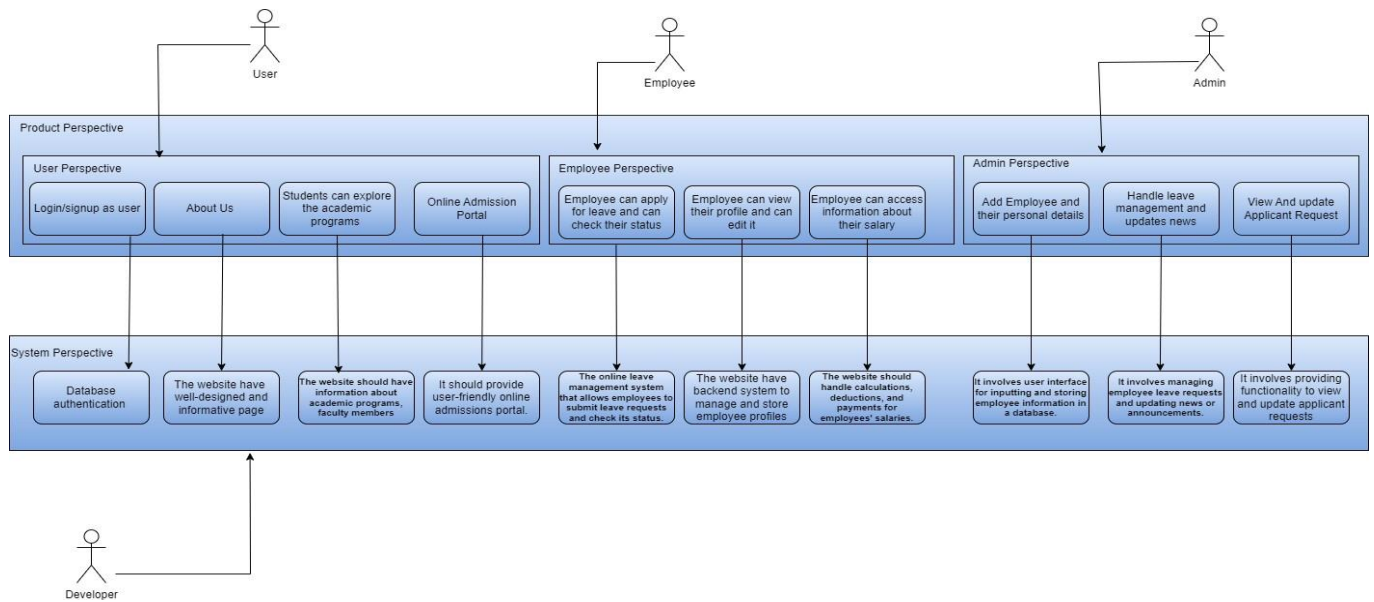 User
Employee
Admin
Product Perspective
User Perspective
Login/signup as user
About Us
Students can explore
the academic
programs
Online Admission
Portal
Employee Perspective
Employee can apply
for leave and can
check their status
Employee can view
their profile and can
edit it
Employee can access
information about
their salary
Admin Perspective
Add Employee and
their personal details
Handle leave
management and
updates news
View And update
Applicant Request
System Perspective
Database
authentication
The website have
well-designed and
informative page
The website should have
information about
academic programs,
faculty members
It should provide
user-friendly online
admissions portal.
The online leave
management system
that allows employees to
submit leave requests
and check its status.
The website have
backend system to
manage and store
employee profiles
The website should
handle calculations,
deductions, and
payments for
employees' salaries.
It involves user interface
for inputting and storing
employee information in
a database.
It involves managing
employee leave requests
and updating news or
announcements.
It involves providing
functionality to view
and update applicant
requests
Developer